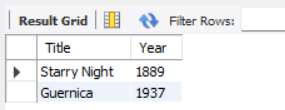 Result Grid Filter Rows:
Title Year
Starry Night 1889
Guernica 1937